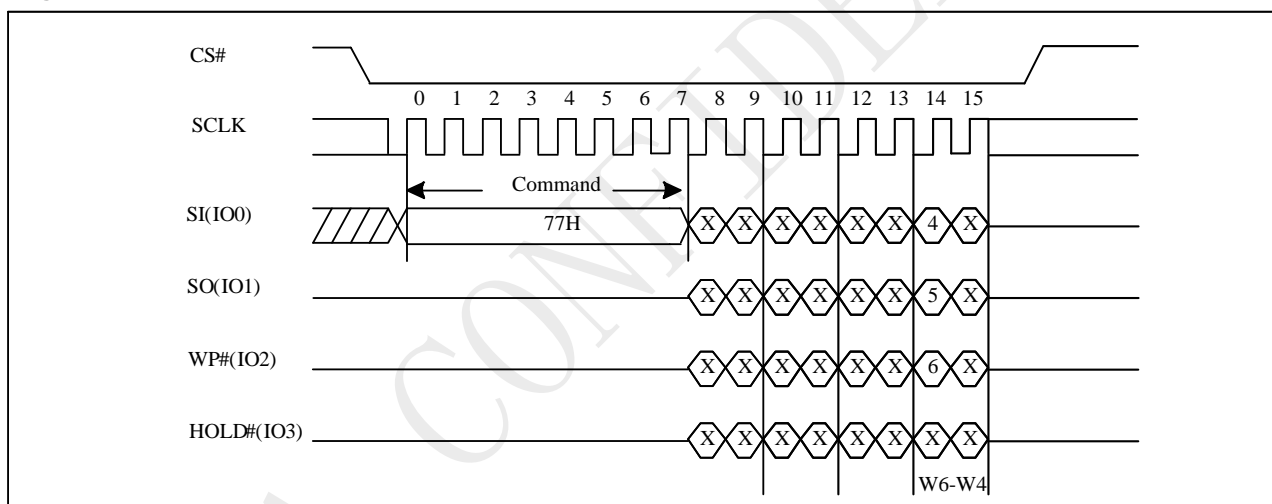 CS#
0 1 2 3 4 5 6 7 8 9 10 11 12 13 14 15
SCLK
Command
SI(IO0) 77H X X X X X X 4 X
SO(IO1) X X X X X X 5 X
WP#(IO2) X X X X X X 6 X
HOLD#(IO3) X X X X X X X X
W6-W4